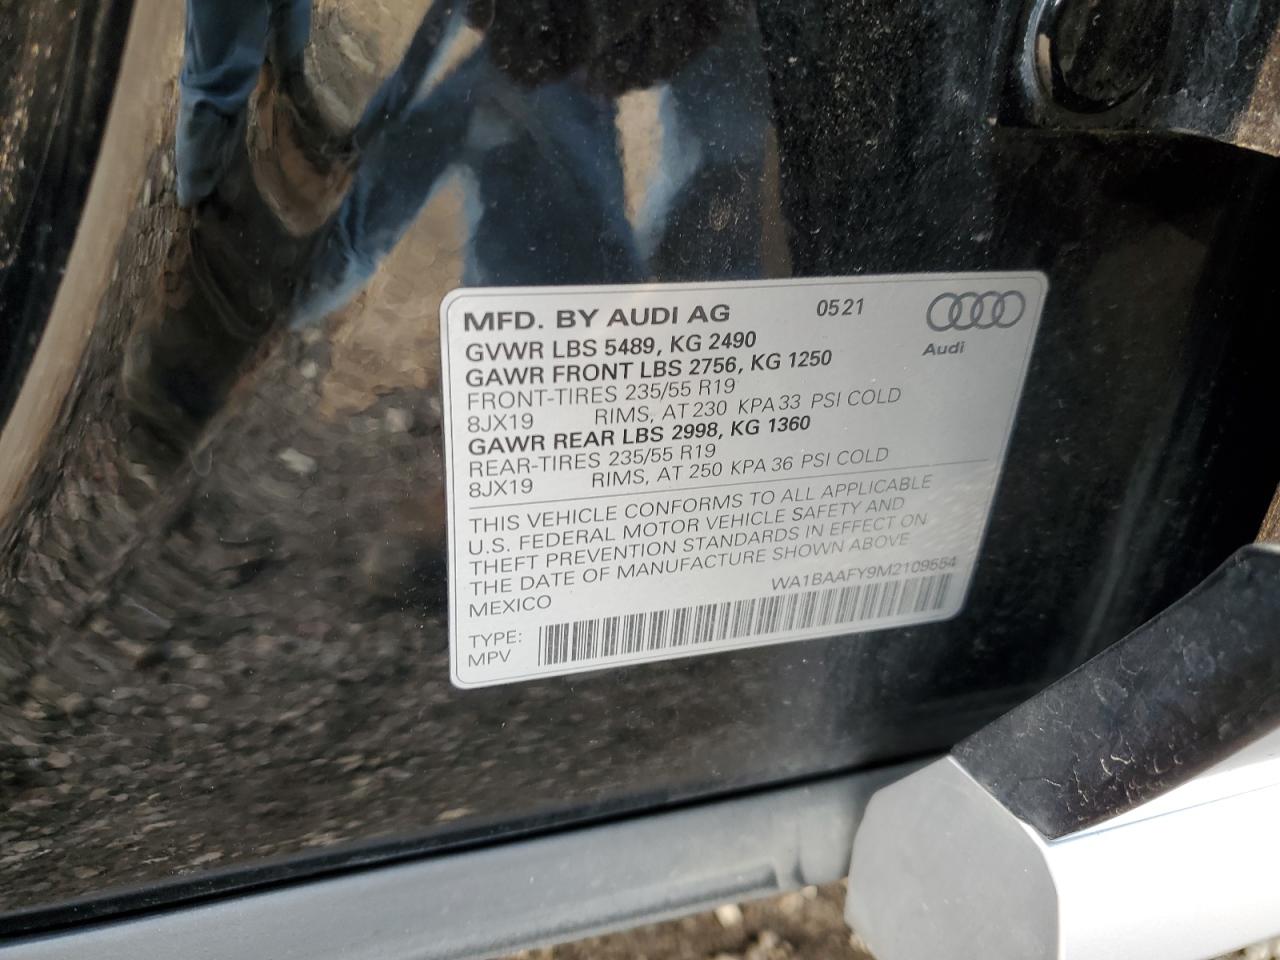 MFD. BY AUDI AG 0521
Audi
GVWR LBS 5489, KG 2490
GAWR FRONT LBS 2756, KG 1250
FRONT-TIRES 235/55 R19
8JX19 RIMS, AT 230 KPA 33 PSI COLD
GAWR REAR LBS 2998, KG 1360
REAR-TIRES 235/55 R19
8JX19 RIMS, AT 250 KPA 36 PSI COLD
THIS VEHICLE CONFORMS TO ALL APPLICABLE
U.S. FEDERAL MOTOR VEHICLE SAFETY AND
THEFT PREVENTION STANDARDS IN EFFECT ON
THE DATE OF MANUFACTURE SHOWN ABOVE
MEXICO WA1BAAFY9M2109554
TYPE:
MPV